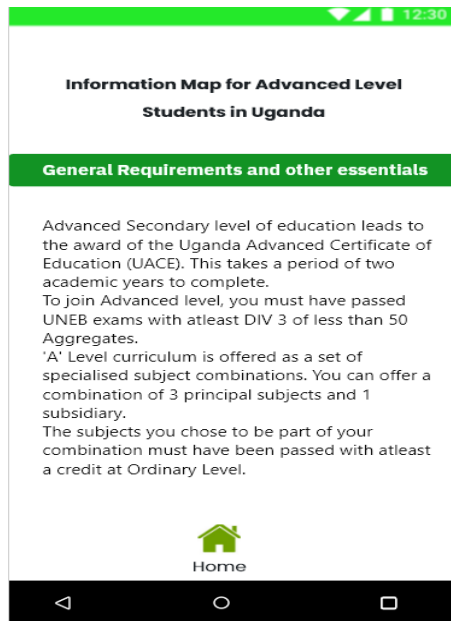 12:30
Information Map for Advanced Level
Students in Uganda
General Requirements and other essentials
Advanced Secondary level of education leads to
the award of the Uganda Advanced Certificate of
Education (UACE). This takes a period of two
academic years to complete.
To join Advanced level, you must have passed
UNEB exams with atleast DIV 3 of less than 50
Aggregates.
'A' Level curriculum is offered as a set of
specialised subject combinations. You can offer a
combination of 3 principal subjects and 1
subsidiary.
The subjects you chose to be part of your
combination must have been passed with atleast
a credit at Ordinary Level.
Home